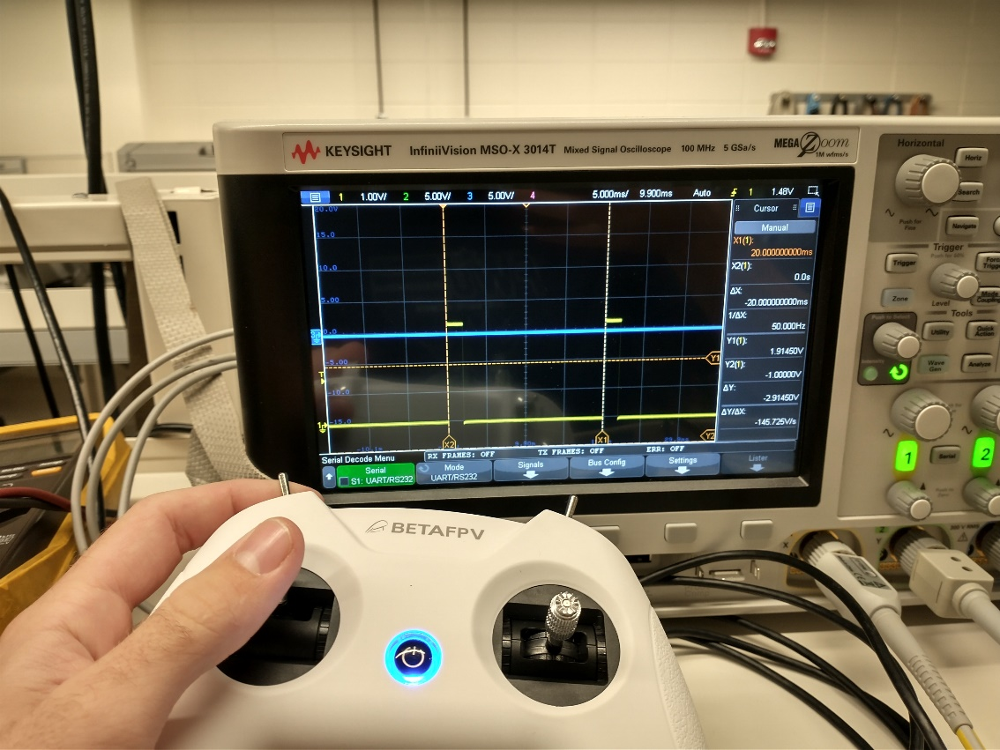 KEYSIGHT InfiniiVision MSO-X 3014T Mixed Signal Oscilloscope 100 MHz 5 GSa/s MEGA Zoom
1M wfms/s
Horizontal
Horiz
Search
Push for Fine
Navigate
Trigger
Trigger
Level
Zone
Tools
Utility
Quick Action
Wave Gen
Analyze
Serial
1
2
1 1.00V/ 2 5.00V/ 3 5.00V/ 4 5.000ms/ 9.900ms Auto 1 1.48V
20.0V
15.0
10.0
5.00
0.0
-5.00
-10.0
-15.0
Y1
Y2
X2
X1
Cursor
Manual
X1(1):
20.000000000ms
X2(1):
0.0s
ΔX:
-20.000000000ms
1/ΔX:
50.000Hz
Y1(1):
1.91450V
Y2(1):
-1.00000V
ΔY:
-2.91450V
ΔY/ΔX:
-145.725V/s
RX FRAMES: OFF TX FRAMES: OFF ERR: OFF
Serial Decode Menu
Serial
S1: UART/RS232
Mode
UART/RS232
Signals
Bus Config
Settings
Lister
BETAFPV